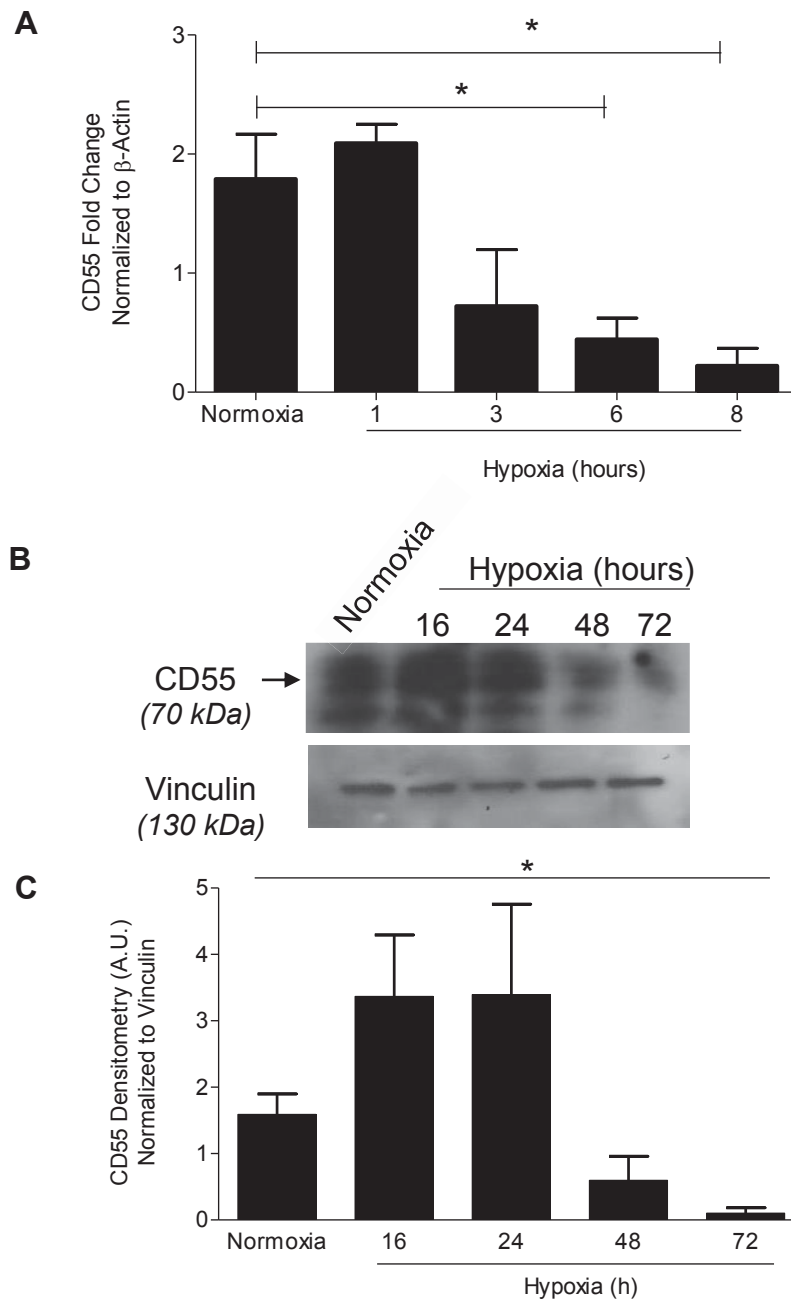 A
3
2
1
0
CD55 Fold Change
Normalized to β-Actin
*
*
Normoxia 1 3 6 8
Hypoxia (hours)
B
Normoxia
Hypoxia (hours)
16 24 48 72
CD55
(70 kDa)
Vinculin
(130 kDa)
C
*
5
4
3
2
1
0
CD55 Densitometry (A.U.)
Normalized to Vinculin
Normoxia 16 24 48 72
Hypoxia (h)